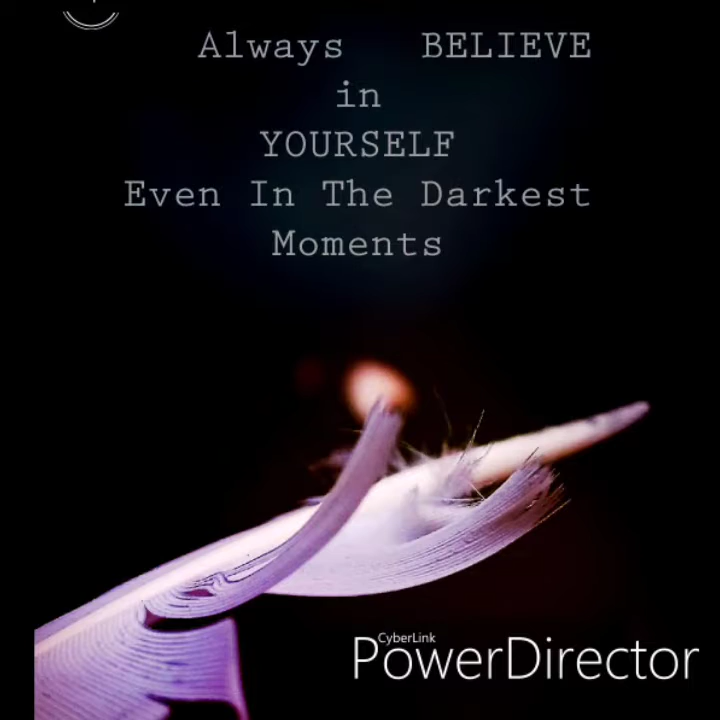 Always BELIEVE
in
YOURSELF
Even In The Darkest
Moments
CyberLink
PowerDirector